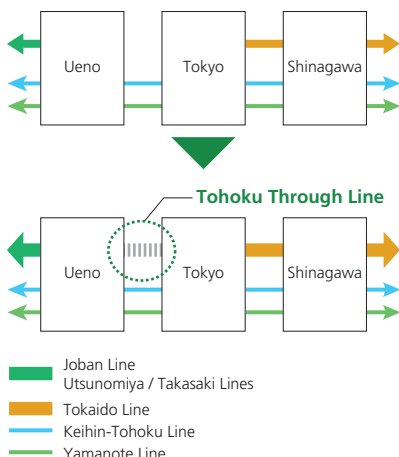 Ueno
Tokyo
Shinagawa
Tohoku Through Line
Ueno
Tokyo
Shinagawa
Joban Line
Utsunomiya / Takasaki Lines
Tokaido Line
Keihin-Tohoku Line
Yamanote Line